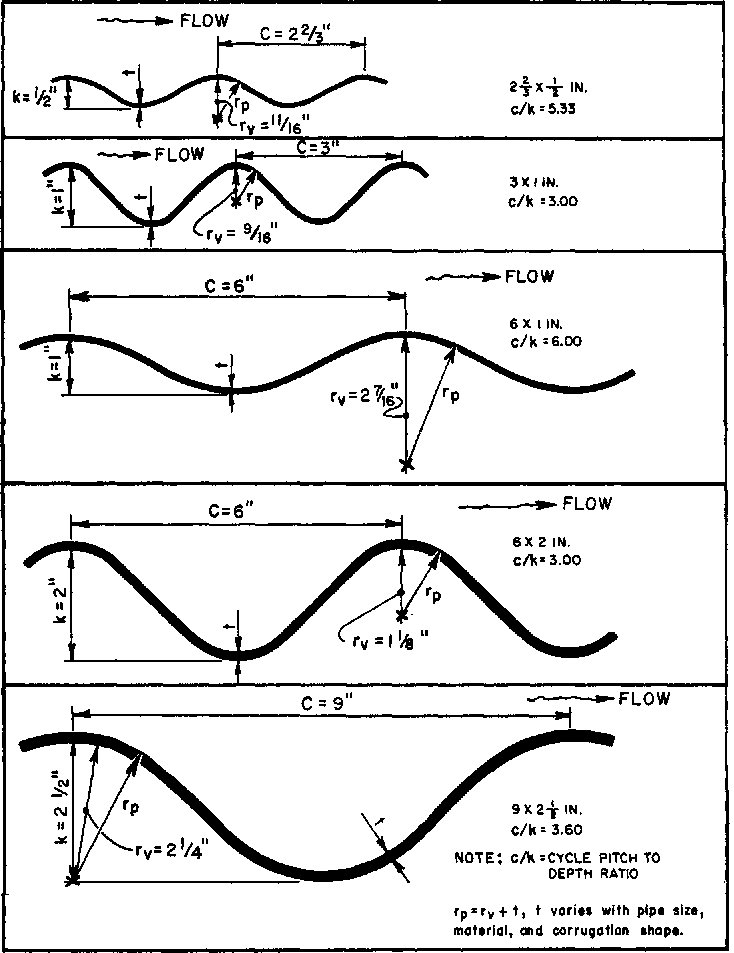 FLOW
C = 2 2/3"
t
k = 1/2"
rp
rv = 11/16"
2 2/3 X 1/2 IN.
c/k = 5.33
FLOW
C = 3"
t
k = 1"
rp
rv = 9/16"
3 X 1 IN.
c/k = 3.00
FLOW
C = 6"
6 X 1 IN.
c/k = 6.00
k = 1"
t
rv = 2 7/16"
rp
FLOW
C = 6"
6 X 2 IN.
c/k = 3.00
k = 2"
t
rp
rv = 1 1/8"
FLOW
C = 9"
k = 2 1/2"
rp
rv = 2 1/4"
t
9 X 2 1/2 IN.
c/k = 3.60
NOTE: c/k = CYCLE PITCH TO
DEPTH RATIO
rp = rv + t, t varies with pipe size,
material, and corrugation shape.